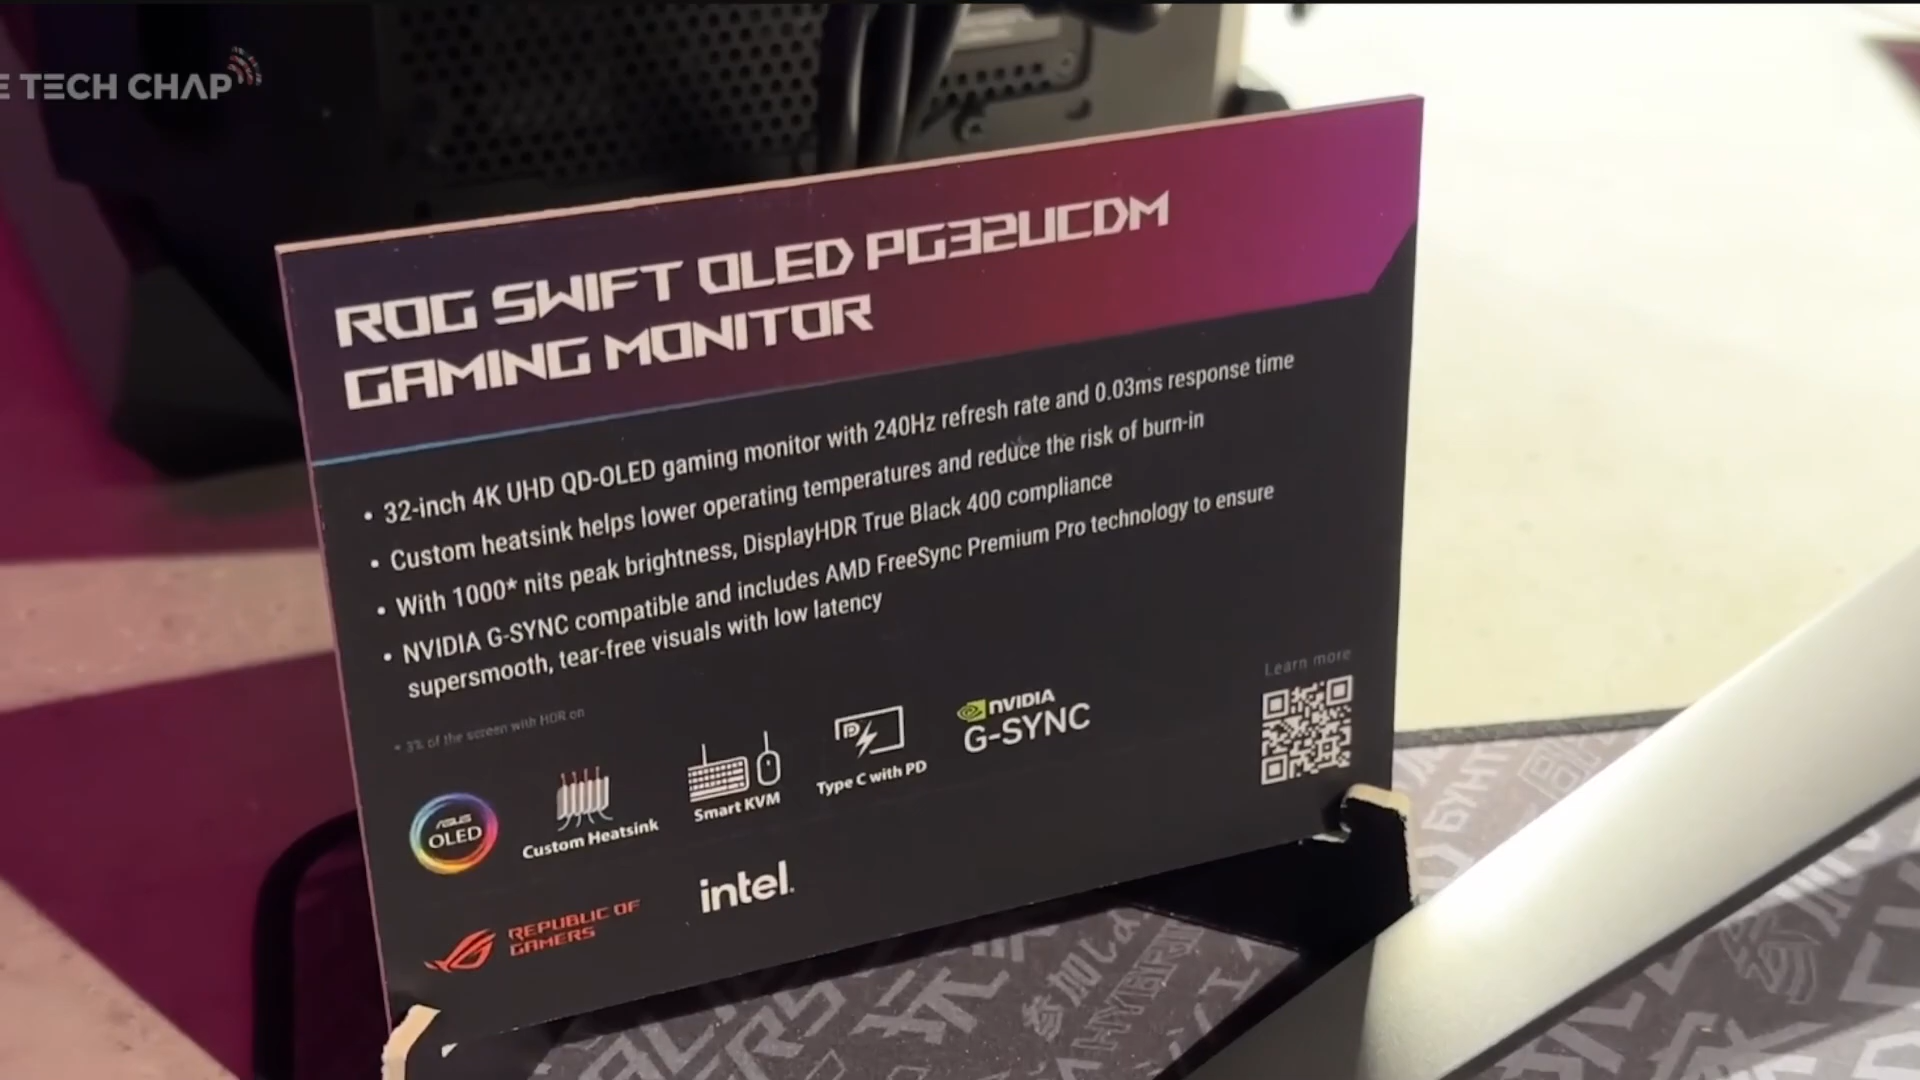 E TECH CHAP
ROG SWIFT OLED PG32UCDM
GAMING MONITOR
• 32-inch 4K UHD QD-OLED gaming monitor with 240Hz refresh rate and 0.03ms response time
• Custom heatsink helps lower operating temperatures and reduce the risk of burn-in
• With 1000* nits peak brightness, DisplayHDR True Black 400 compliance
• NVIDIA G-SYNC compatible and includes AMD FreeSync Premium Pro technology to ensure
supersmooth, tear-free visuals with low latency
* 3% of the screen with HDR on
Learn more
ASUS
OLED
Custom Heatsink
Smart KVM
Type C with PD
NVIDIA
G-SYNC
REPUBLIC OF
GAMERS
intel.
参加しよ